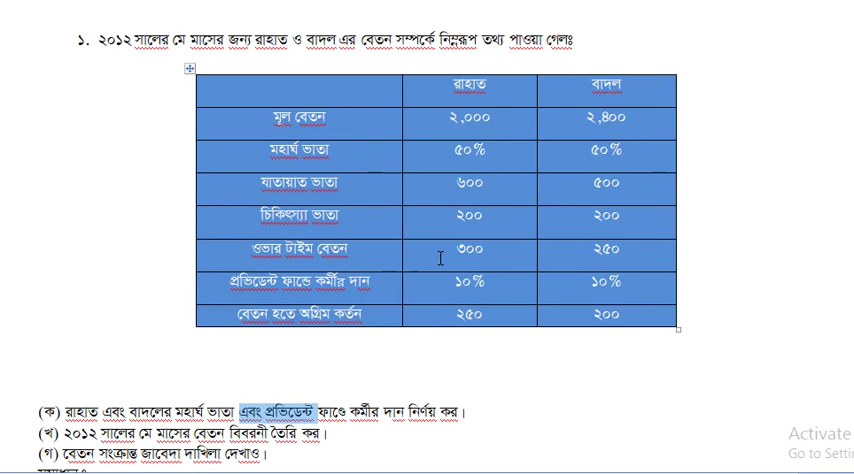 ১. ২০১২ সালের মে মাসের জন্য রাহাত ও বাদল এর বেতন সম্পর্কে নিম্নরূপ তথ্য পাওয়া গেলঃ
রাহাত বাদল
মূল বেতন ২,০০০ ২,৪০০
মহার্ঘ ভাতা ৫০% ৫০%
যাতায়াত ভাতা ৬০০ ৫০০
চিকিৎস্যা ভাতা ২০০ ২০০
ওভার টাইম বেতন ৩০০ ২৫০
প্রভিডেন্ট ফান্ডে কর্মীর দান ১০% ১০%
বেতন হতে অগ্রিম কর্তন ২৫০ ২০০
(ক) রাহাত এবং বাদলের মহার্ঘ ভাতা এবং প্রভিডেন্ট ফাণ্ডে কর্মীর দান নির্ণয় কর।
(খ) ২০১২ সালের মে মাসের বেতন বিবরনী তৈরি কর।
(গ) বেতন সংক্রান্ত জাবেদা দাখিলা দেখাও।
Activate
Go to Settin